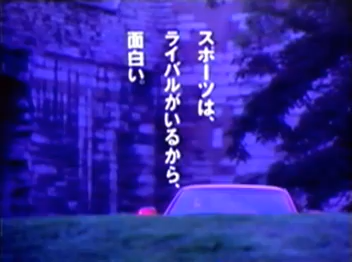 スポーツは、
ライバルがいるから、
面白い。